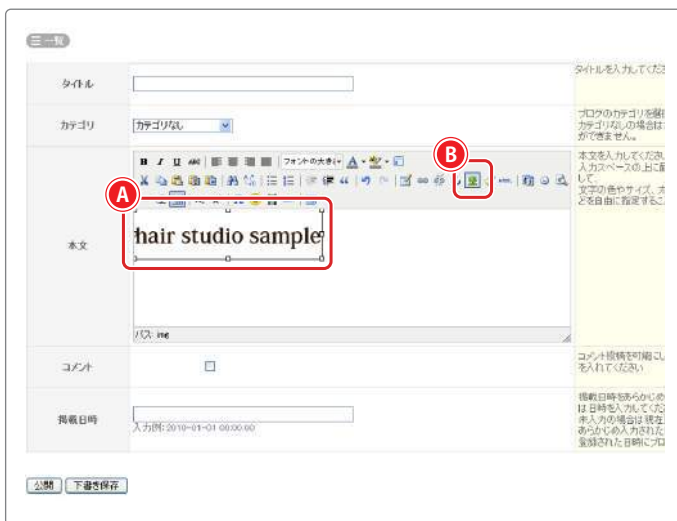 一覧
タイトル
タイトルを入力してくださ
カテゴリ
カテゴリなし
ブログのカテゴリを選
カテゴリなしの場合は
ができません。
B I U ABC
フォントの大きさ
A
B
本文を入力してくださ
入力スペースの上に
して、
文字の色やサイズ、太
どを自由に指定するこ
A
本文
hair studio sample
パス: img
コメント
コメント投稿を可能にし
を入れてください
掲載日時
入力例: 2010-01-01 00:00:00
掲載日時をあらかじめ
は日時を入力してくださ
未入力の場合は現在
あらかじめ入力された
登録された日時にブロ
公開
下書き保存